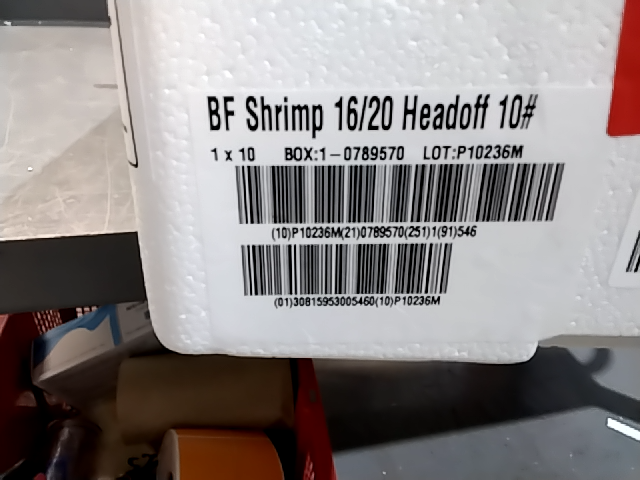 BF Shrimp 16/20 Headoff 10#
1 x 10 BOX:1-0789570 LOT:P10236M
(10)P10236M(21)0789570(251)1(91)546
(01)30815953005460(10)P10236M